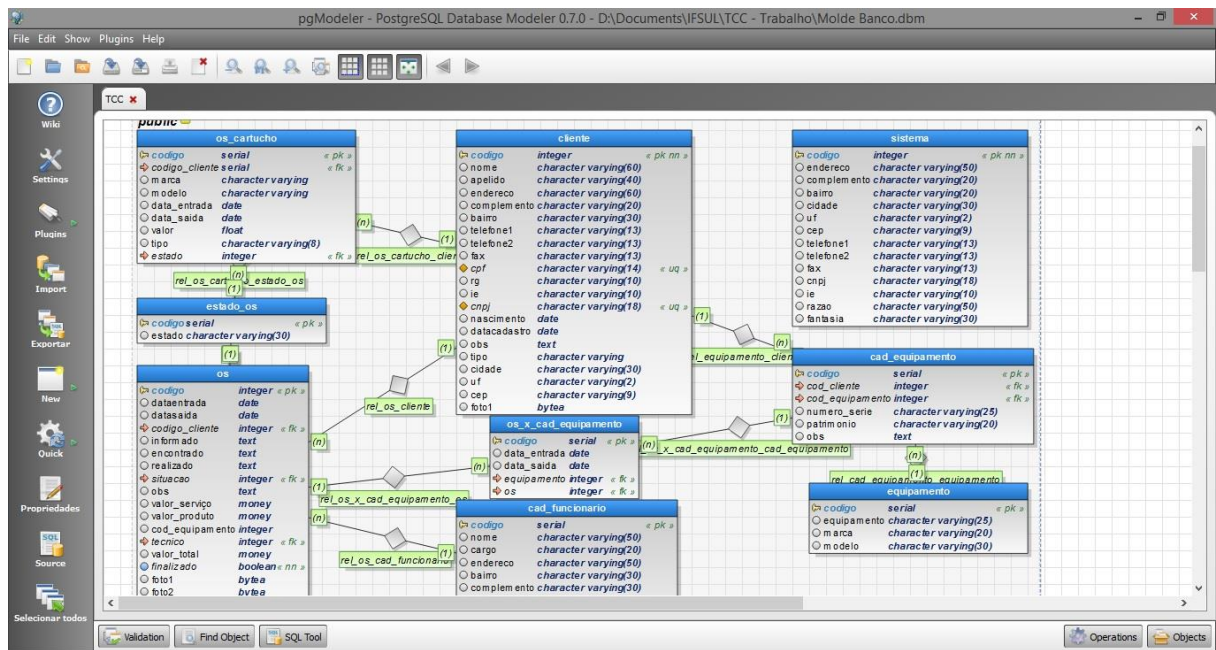 pgModeler - PostgreSQL Database Modeler 0.7.0 - D:\Documents\IFSUL\TCC - Trabalho\Molde Banco.dbm
File Edit Show Plugins Help
Wiki
Settings
Plugins
Import
Exportar
New
Quick
Propriedades
Source
Selecionar todos
TCC
public
os_cartucho
codigo serial « pk »
codigo_cliente serial « fk »
marca character varying
modelo character varying
data_entrada date
data_saida date
valor float
tipo character varying(8)
estado integer « fk »
estado_os
codigo serial « pk »
estado character varying(30)
os
codigo integer « pk »
dataentrada date
datasaida date
codigo_cliente integer « fk »
informado text
encontrado text
realizado text
situacao integer « fk »
obs text
valor_serviço money
valor_produto money
cod_equipamento integer
tecnico integer « fk »
valor_total money
finalizado boolean « nn »
foto1 bytea
foto2 bytea
cliente
codigo integer « pk nn »
nome character varying(60)
apelido character varying(40)
endereco character varying(60)
complemento character varying(20)
bairro character varying(30)
telefone1 character varying(13)
telefone2 character varying(13)
fax character varying(13)
cpf character varying(14) « uq »
rg character varying(10)
ie character varying(10)
cnpj character varying(18) « uq »
nascimento date
datacadastro date
obs text
tipo character varying
cidade character varying(30)
uf character varying(2)
cep character varying(9)
foto1 bytea
os_x_cad_equipamento
codigo serial « pk »
data_entrada date
data_saida date
equipamento integer « fk »
os integer « fk »
cad_funcionario
codigo serial « pk »
nome character varying(50)
cargo character varying(20)
endereco character varying(50)
bairro character varying(30)
complemento character varying(30)
sistema
codigo integer « pk nn »
endereco character varying(50)
complemento character varying(20)
bairro character varying(20)
cidade character varying(30)
uf character varying(2)
cep character varying(9)
telefone1 character varying(13)
telefone2 character varying(13)
fax character varying(13)
cnpj character varying(18)
ie character varying(10)
razao character varying(50)
fantasia character varying(30)
cad_equipamento
codigo serial « pk »
cod_cliente integer « fk »
cod_equipamento integer « fk »
numero_serie character varying(25)
patrimonio character varying(20)
obs text
equipamento
codigo serial « pk »
equipamento character varying(25)
marca character varying(20)
modelo character varying(30)
(n)
(1)
rel_os_cartucho_clien
(n)
(1)
rel_os_cart
_estado_os
(1)
(1)
(n)
rel_os_cliente
(1)
(n)
el_equipamento_clien
(1)
(n)
_x_cad_equipamento_cad_equipamento
(n)
(1)
rel_os_x_cad_equipamento_os
(n)
(1)
rel_os_cad_funcionario
(n)
(1)
rel_cad_equipamento_equipamento
Validation
Find Object
SQL Tool
Operations
Objects